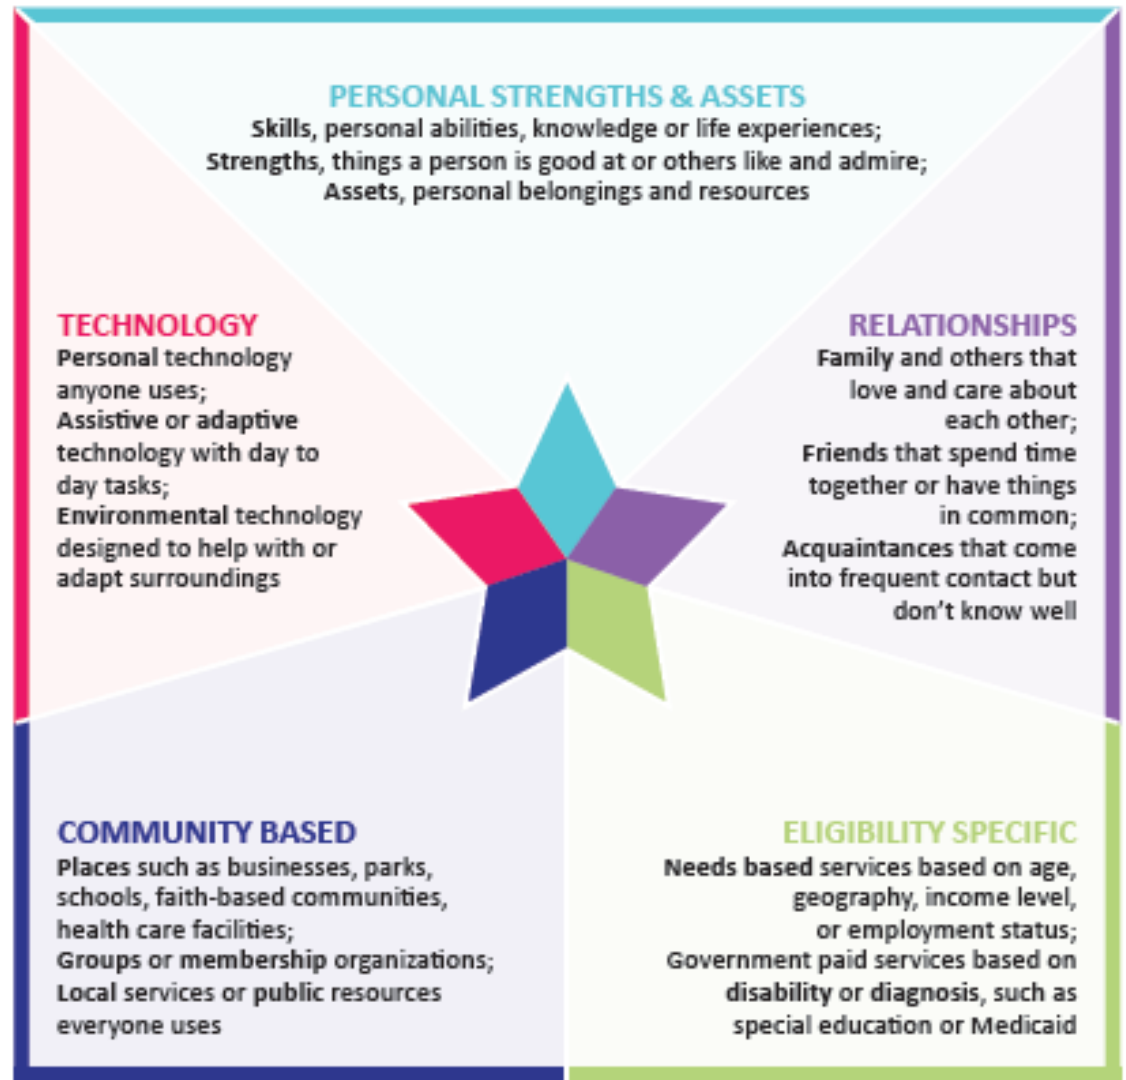 PERSONAL STRENGTHS & ASSETS
Skills, personal abilities, knowledge or life experiences;
Strengths, things a person is good at or others like and admire;
Assets, personal belongings and resources
TECHNOLOGY
Personal technology
anyone uses;
Assistive or adaptive
technology with day to
day tasks;
Environmental technology
designed to help with or
adapt surroundings
RELATIONSHIPS
Family and others that
love and care about
each other;
Friends that spend time
together or have things
in common;
Acquaintances that come
into frequent contact but
don't know well
COMMUNITY BASED
Places such as businesses, parks,
schools, faith-based communities,
health care facilities;
Groups or membership organizations;
Local services or public resources
everyone uses
ELIGIBILITY SPECIFIC
Needs based services based on age,
geography, income level,
or employment status;
Government paid services based on
disability or diagnosis, such as
special education or Medicaid